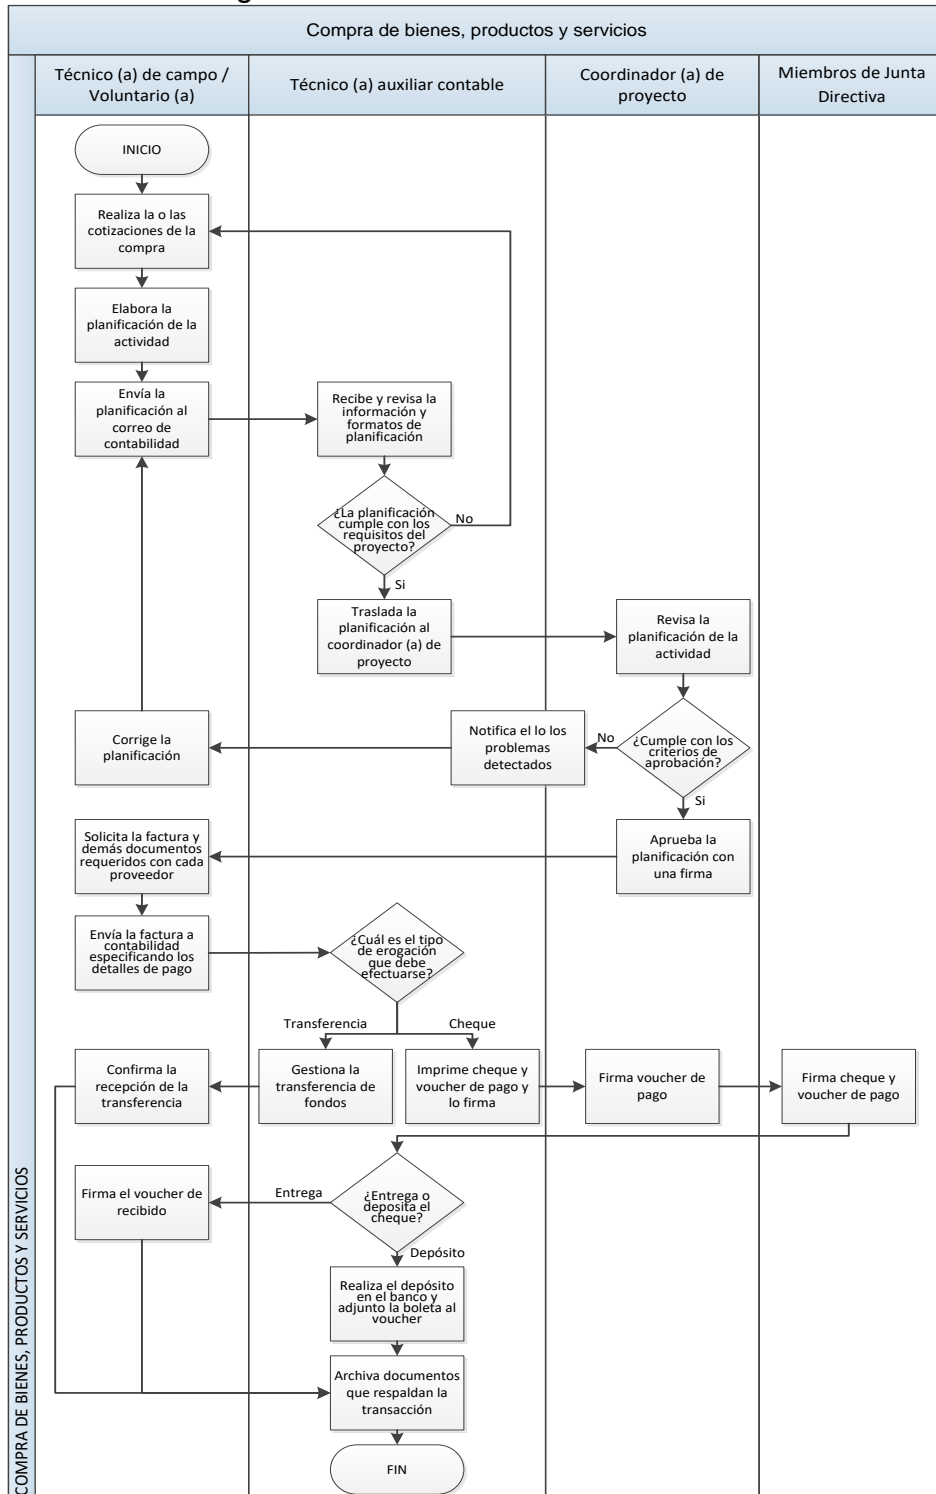 Compra de bienes, productos y servicios
Técnico (a) de campo /
Voluntario (a)
Técnico (a) auxiliar contable
Coordinador (a) de
proyecto
Miembros de Junta
Directiva
INICIO
Realiza la o las
cotizaciones de la
compra
Elabora la
planificación de la
actividad
Envía la
planificación al
correo de
contabilidad
Recibe y revisa la
información y
formatos de
planificación
¿La planificación
cumple con los
requisitos del
proyecto?
No
Si
Traslada la
planificación al
coordinador (a) de
proyecto
Revisa la
planificación de la
actividad
¿Cumple con los
criterios de
aprobación?
No
Si
Notifica el lo los
problemas
detectados
Corrige la
planificación
Aprueba la
planificación con
una firma
Solicita la factura y
demás documentos
requeridos con cada
proveedor
Envía la factura a
contabilidad
especificando los
detalles de pago
¿Cuál es el tipo
de erogación
que debe
efectuarse?
Transferencia
Cheque
Confirma la
recepción de la
transferencia
Gestiona la
transferencia de
fondos
Imprime cheque y
voucher de pago y
lo firma
Firma voucher de
pago
Firma cheque y
voucher de pago
¿Entrega o
deposita el
cheque?
Entrega
Firma el voucher de
recibido
Depósito
Realiza el depósito
en el banco y
adjunto la boleta al
voucher
Archiva documentos
que respaldan la
transacción
FIN
COMPRA DE BIENES, PRODUCTOS Y SERVICIOS